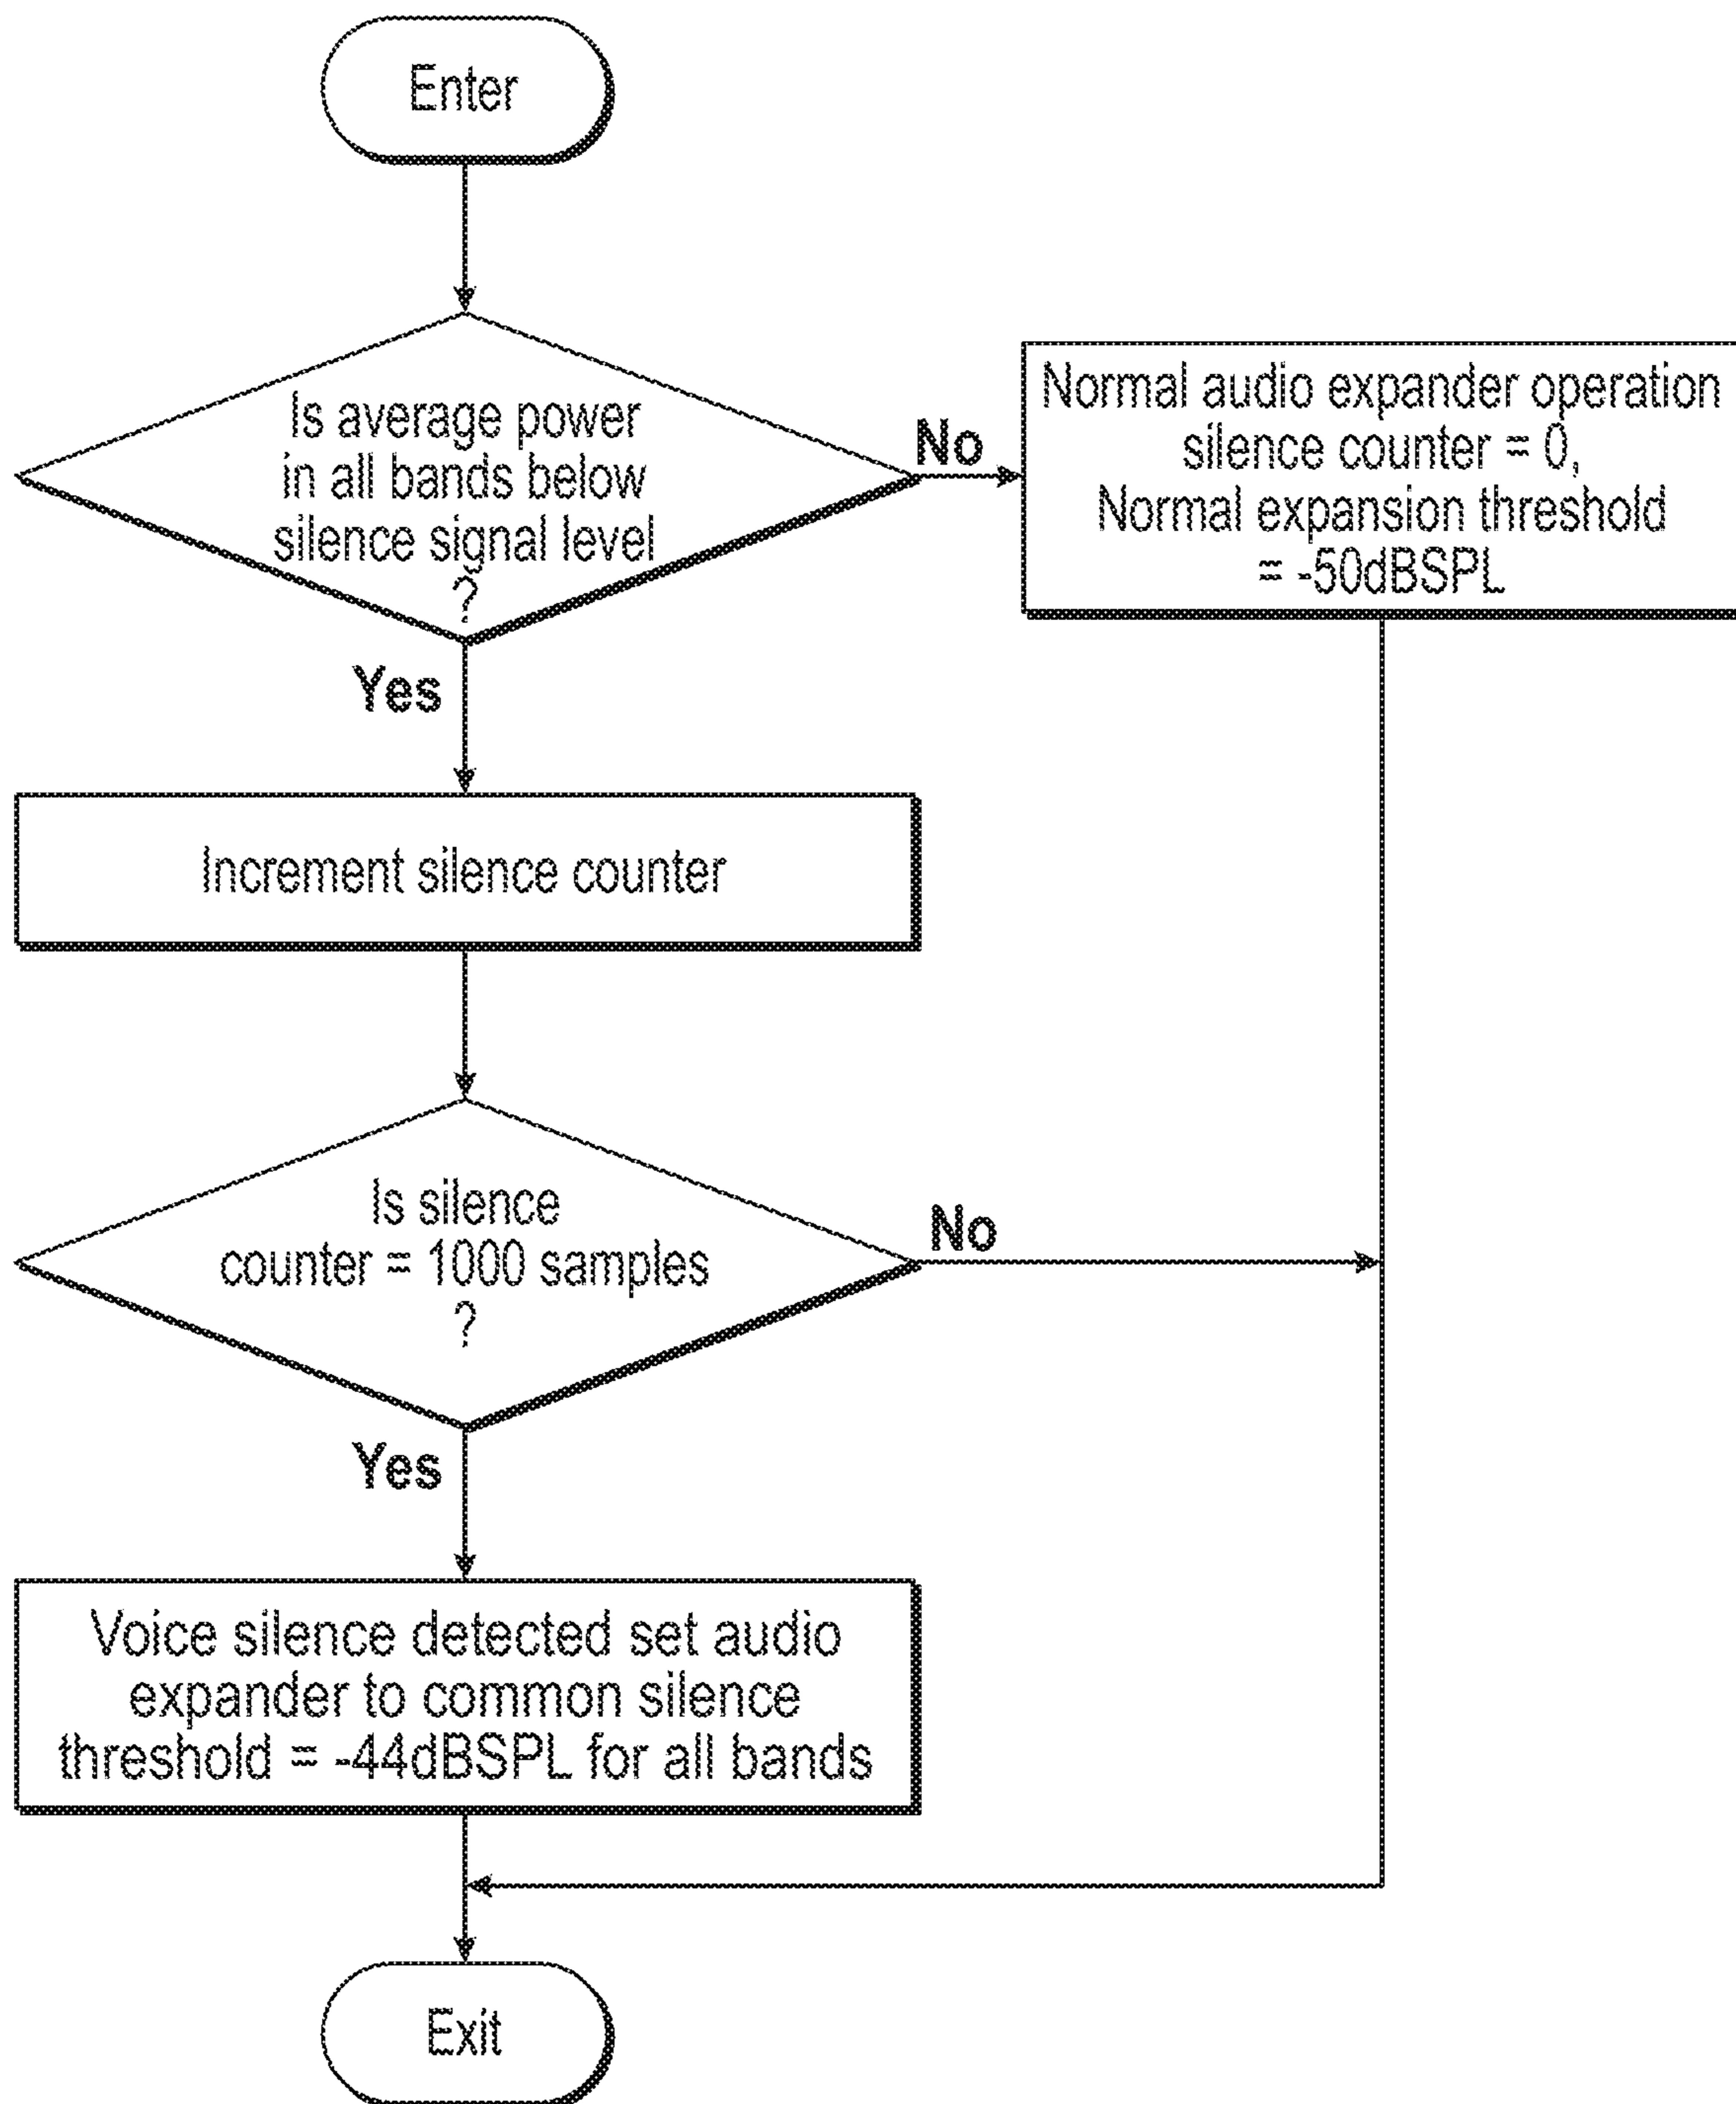 Enter
Is average power
in all bands below
silence signal level
?
No
Normal audio expander operation
silence counter = 0,
Normal expansion threshold
= -50dBSPL
Yes
Increment silence counter
Is silence
counter = 1000 samples
?
No
Yes
Voice silence detected set audio
expander to common silence
threshold = -44dBSPL for all bands
Exit